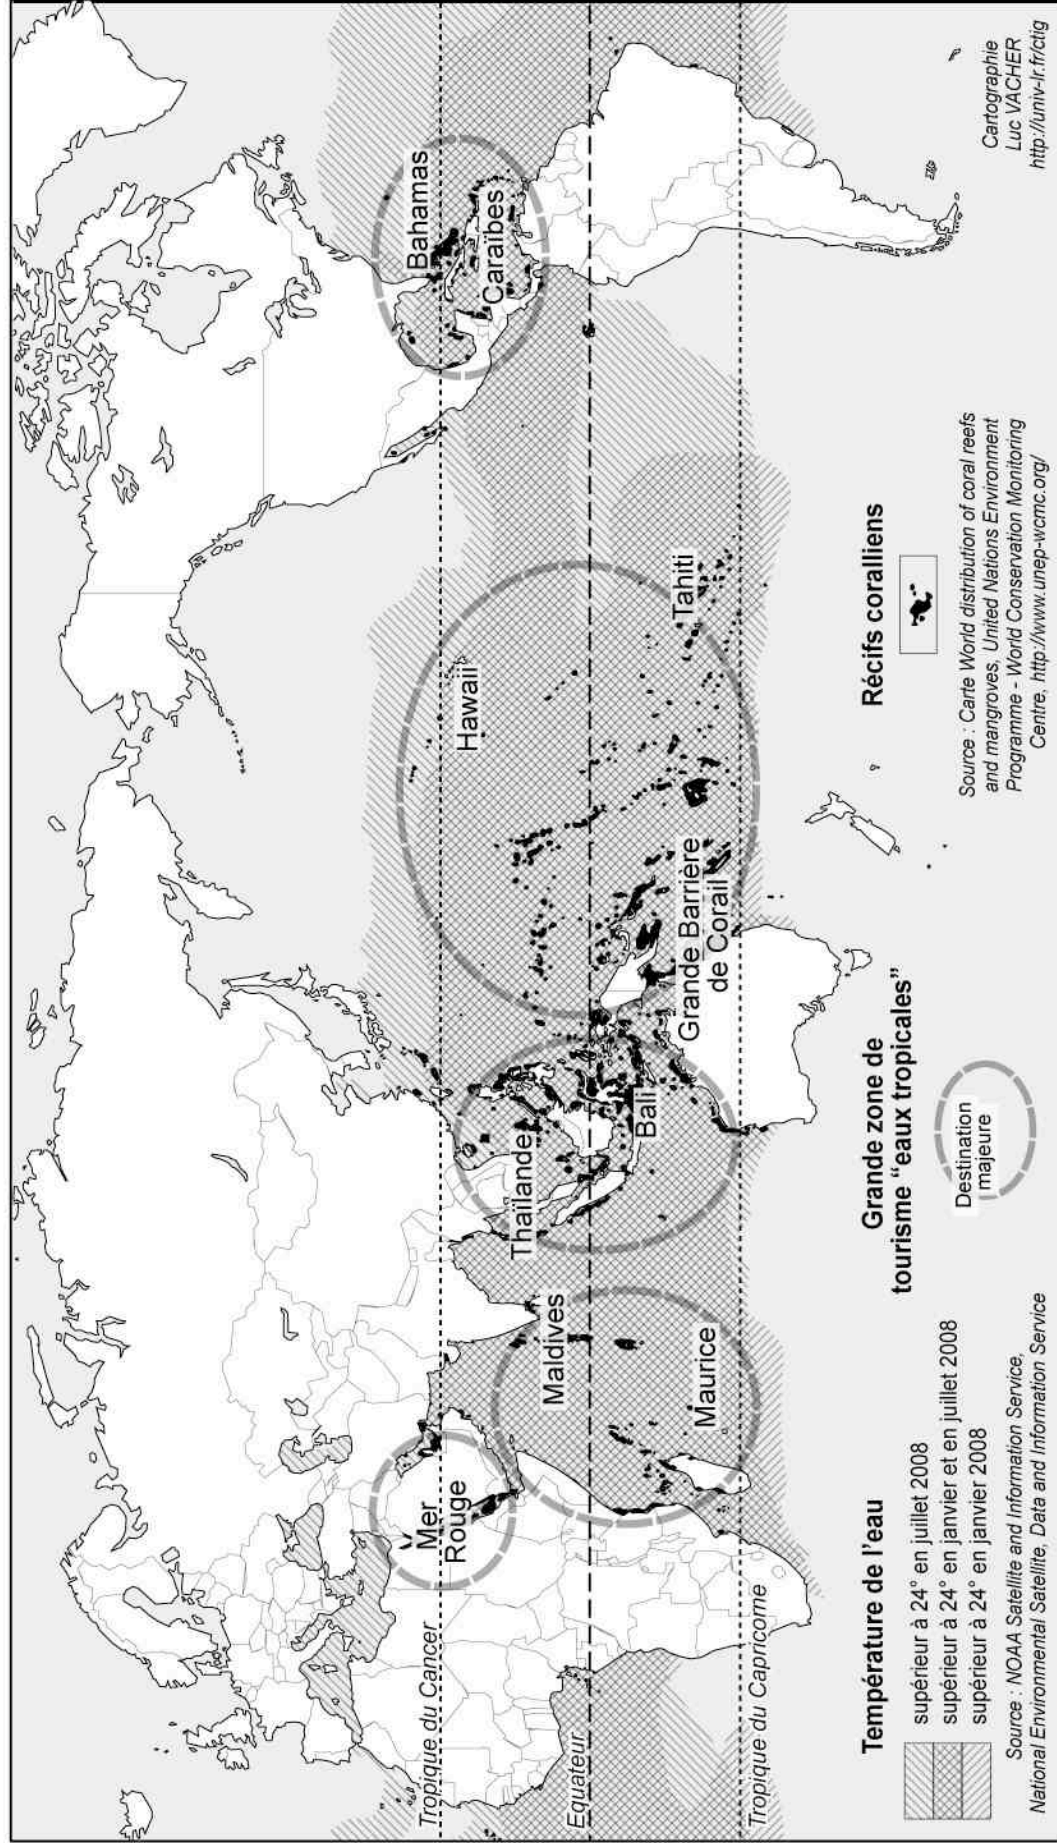 Bahamas
Caraïbes
Hawaii
Tahiti
Grande Barrière
de Corail
Thaïlande
Bali
Maldives
Maurice
Mer
Rouge
Tropique du Cancer
Equateur
Tropique du Capricorne
Température de l'eau
supérieur à 24° en juillet 2008
supérieur à 24° en janvier et en juillet 2008
supérieur à 24° en janvier 2008
Source : NOAA Satellite and Information Service,
National Environmental Satellite, Data and Information Service
Grande zone de
tourisme "eaux tropicales"
Destination
majeure
Récifs coralliens
Source : Carte World distribution of coral reefs
and mangroves, United Nations Environment
Programme - World Conservation Monitoring
Centre, http://www.unep-wcmc.org/
Cartographie
Luc VACHER
http://univ-lr.fr/ctig